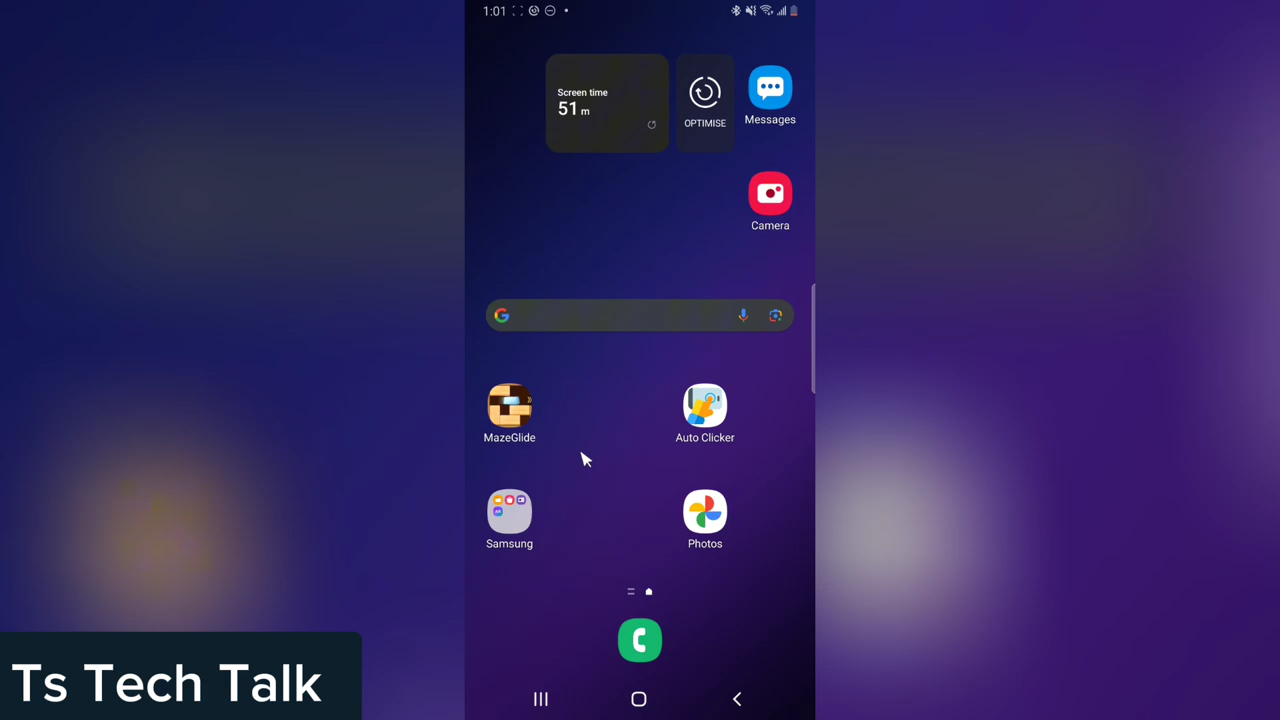 1:01
Screen time
51 m
OPTIMISE
Messages
Camera
MazeGlide
Auto Clicker
Samsung
Photos
Ts Tech Talk